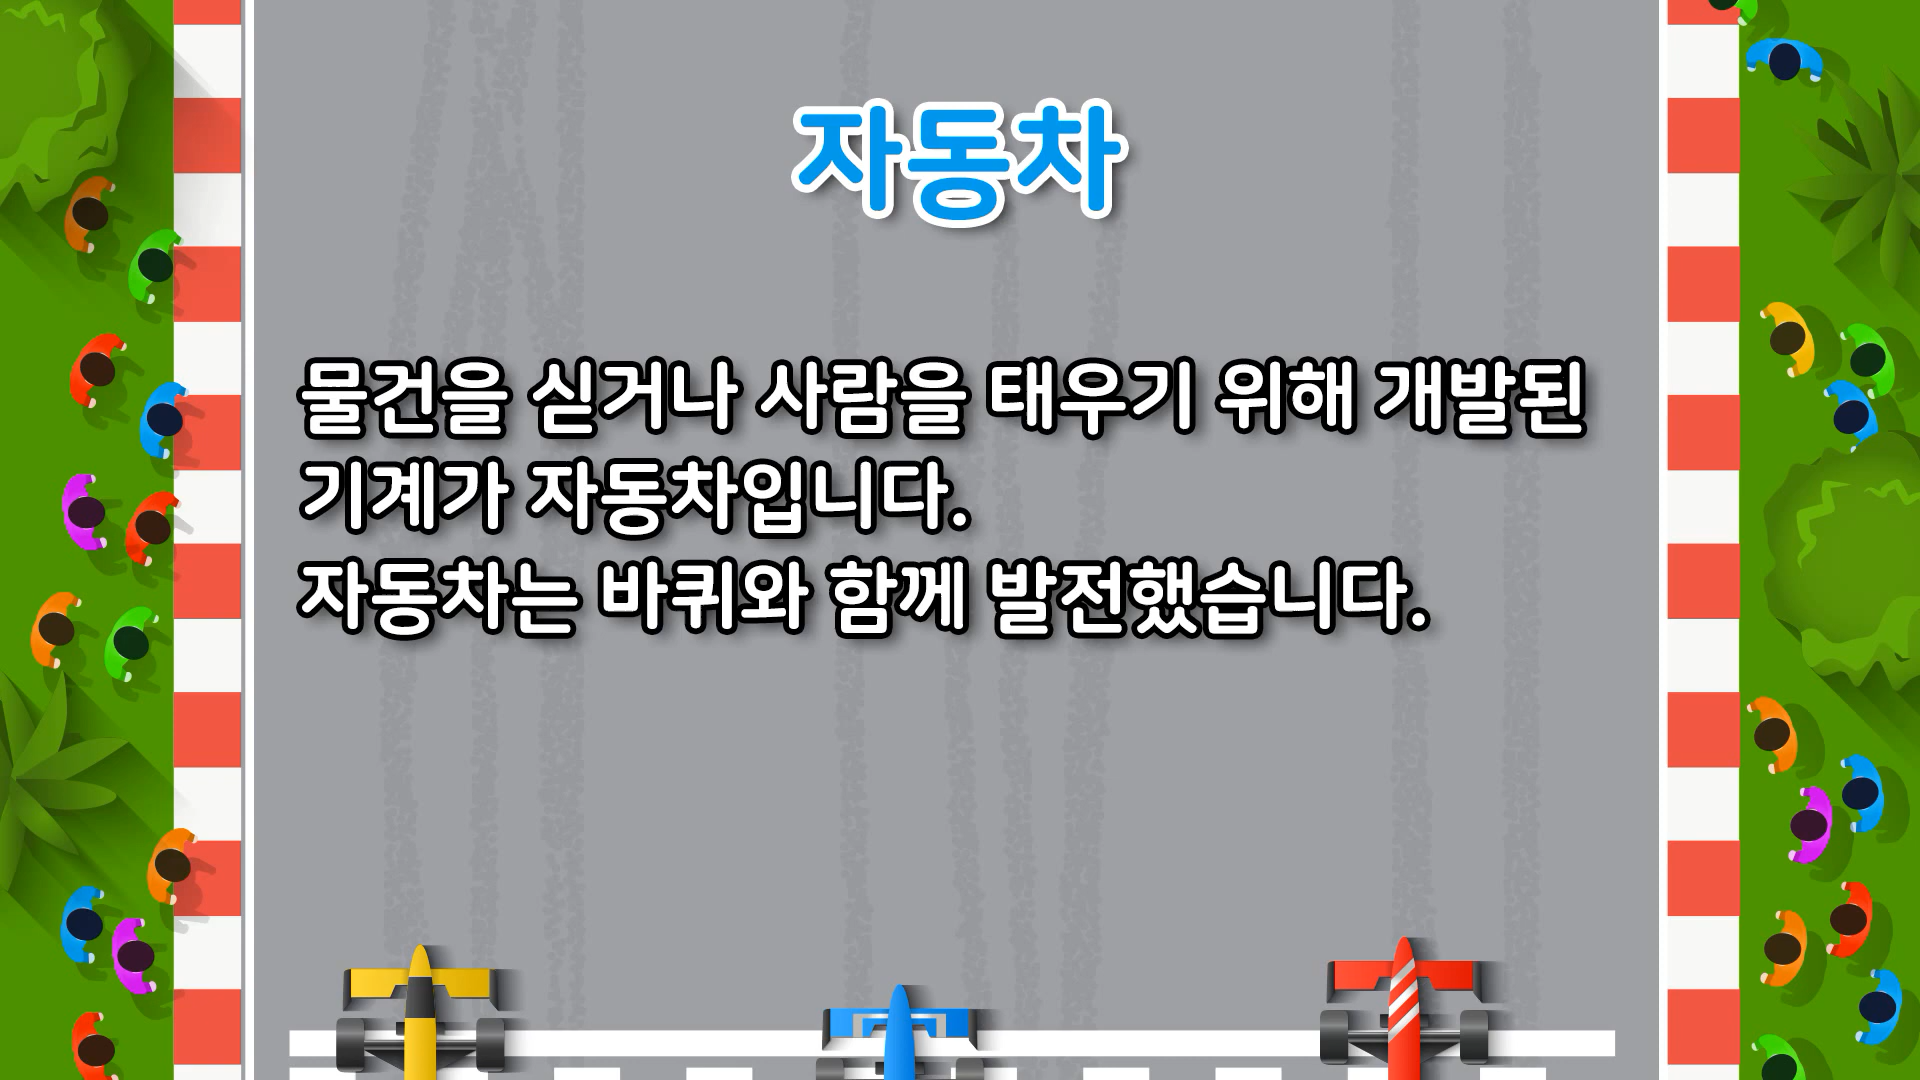 자동차
물건을 싣거나 사람을 태우기 위해 개발된
기계가 자동차입니다.
자동차는 바퀴와 함께 발전했습니다.